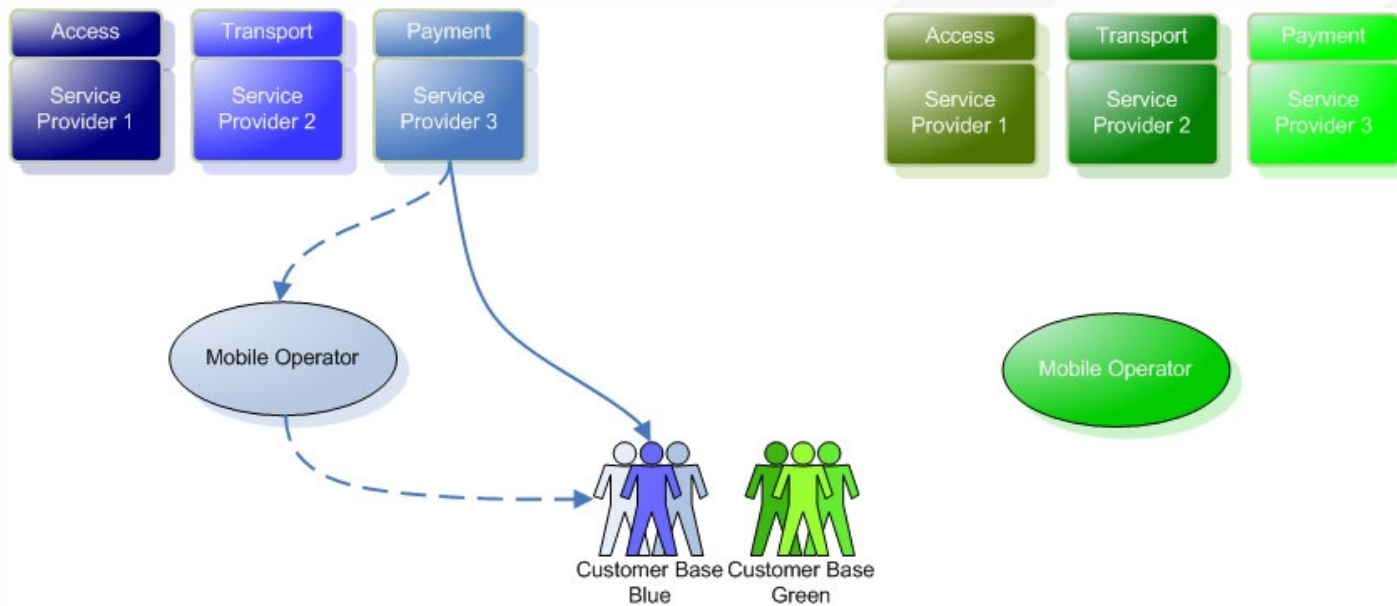 Access
Transport
Payment
Access
Transport
Payment
Service
Provider 1
Service
Provider 2
Service
Provider 3
Service
Provider 1
Service
Provider 2
Service
Provider 3
Mobile Operator
Mobile Operator
Customer Base
Blue
Customer Base
Green